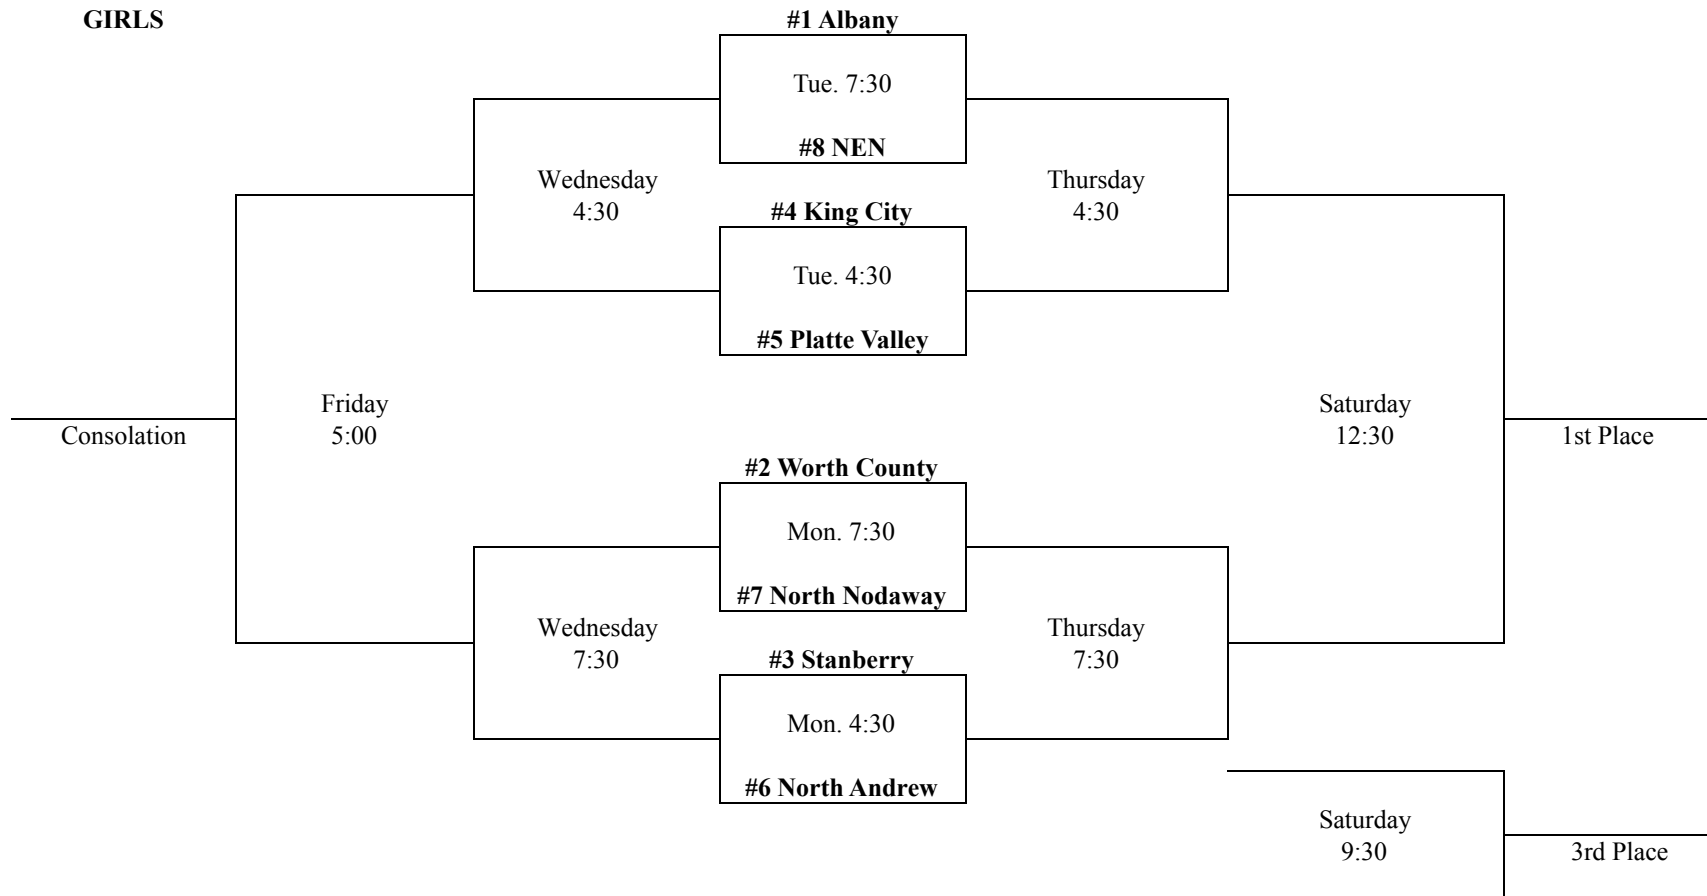 GIRLS
#1 Albany
Tue. 7:30
#8 NEN
Wednesday
4:30
Thursday
4:30
#4 King City
Tue. 4:30
#5 Platte Valley
Friday
5:00
Saturday
12:30
Consolation
1st Place
#2 Worth County
Mon. 7:30
#7 North Nodaway
Wednesday
7:30
Thursday
7:30
#3 Stanberry
Mon. 4:30
#6 North Andrew
Saturday
9:30
3rd Place